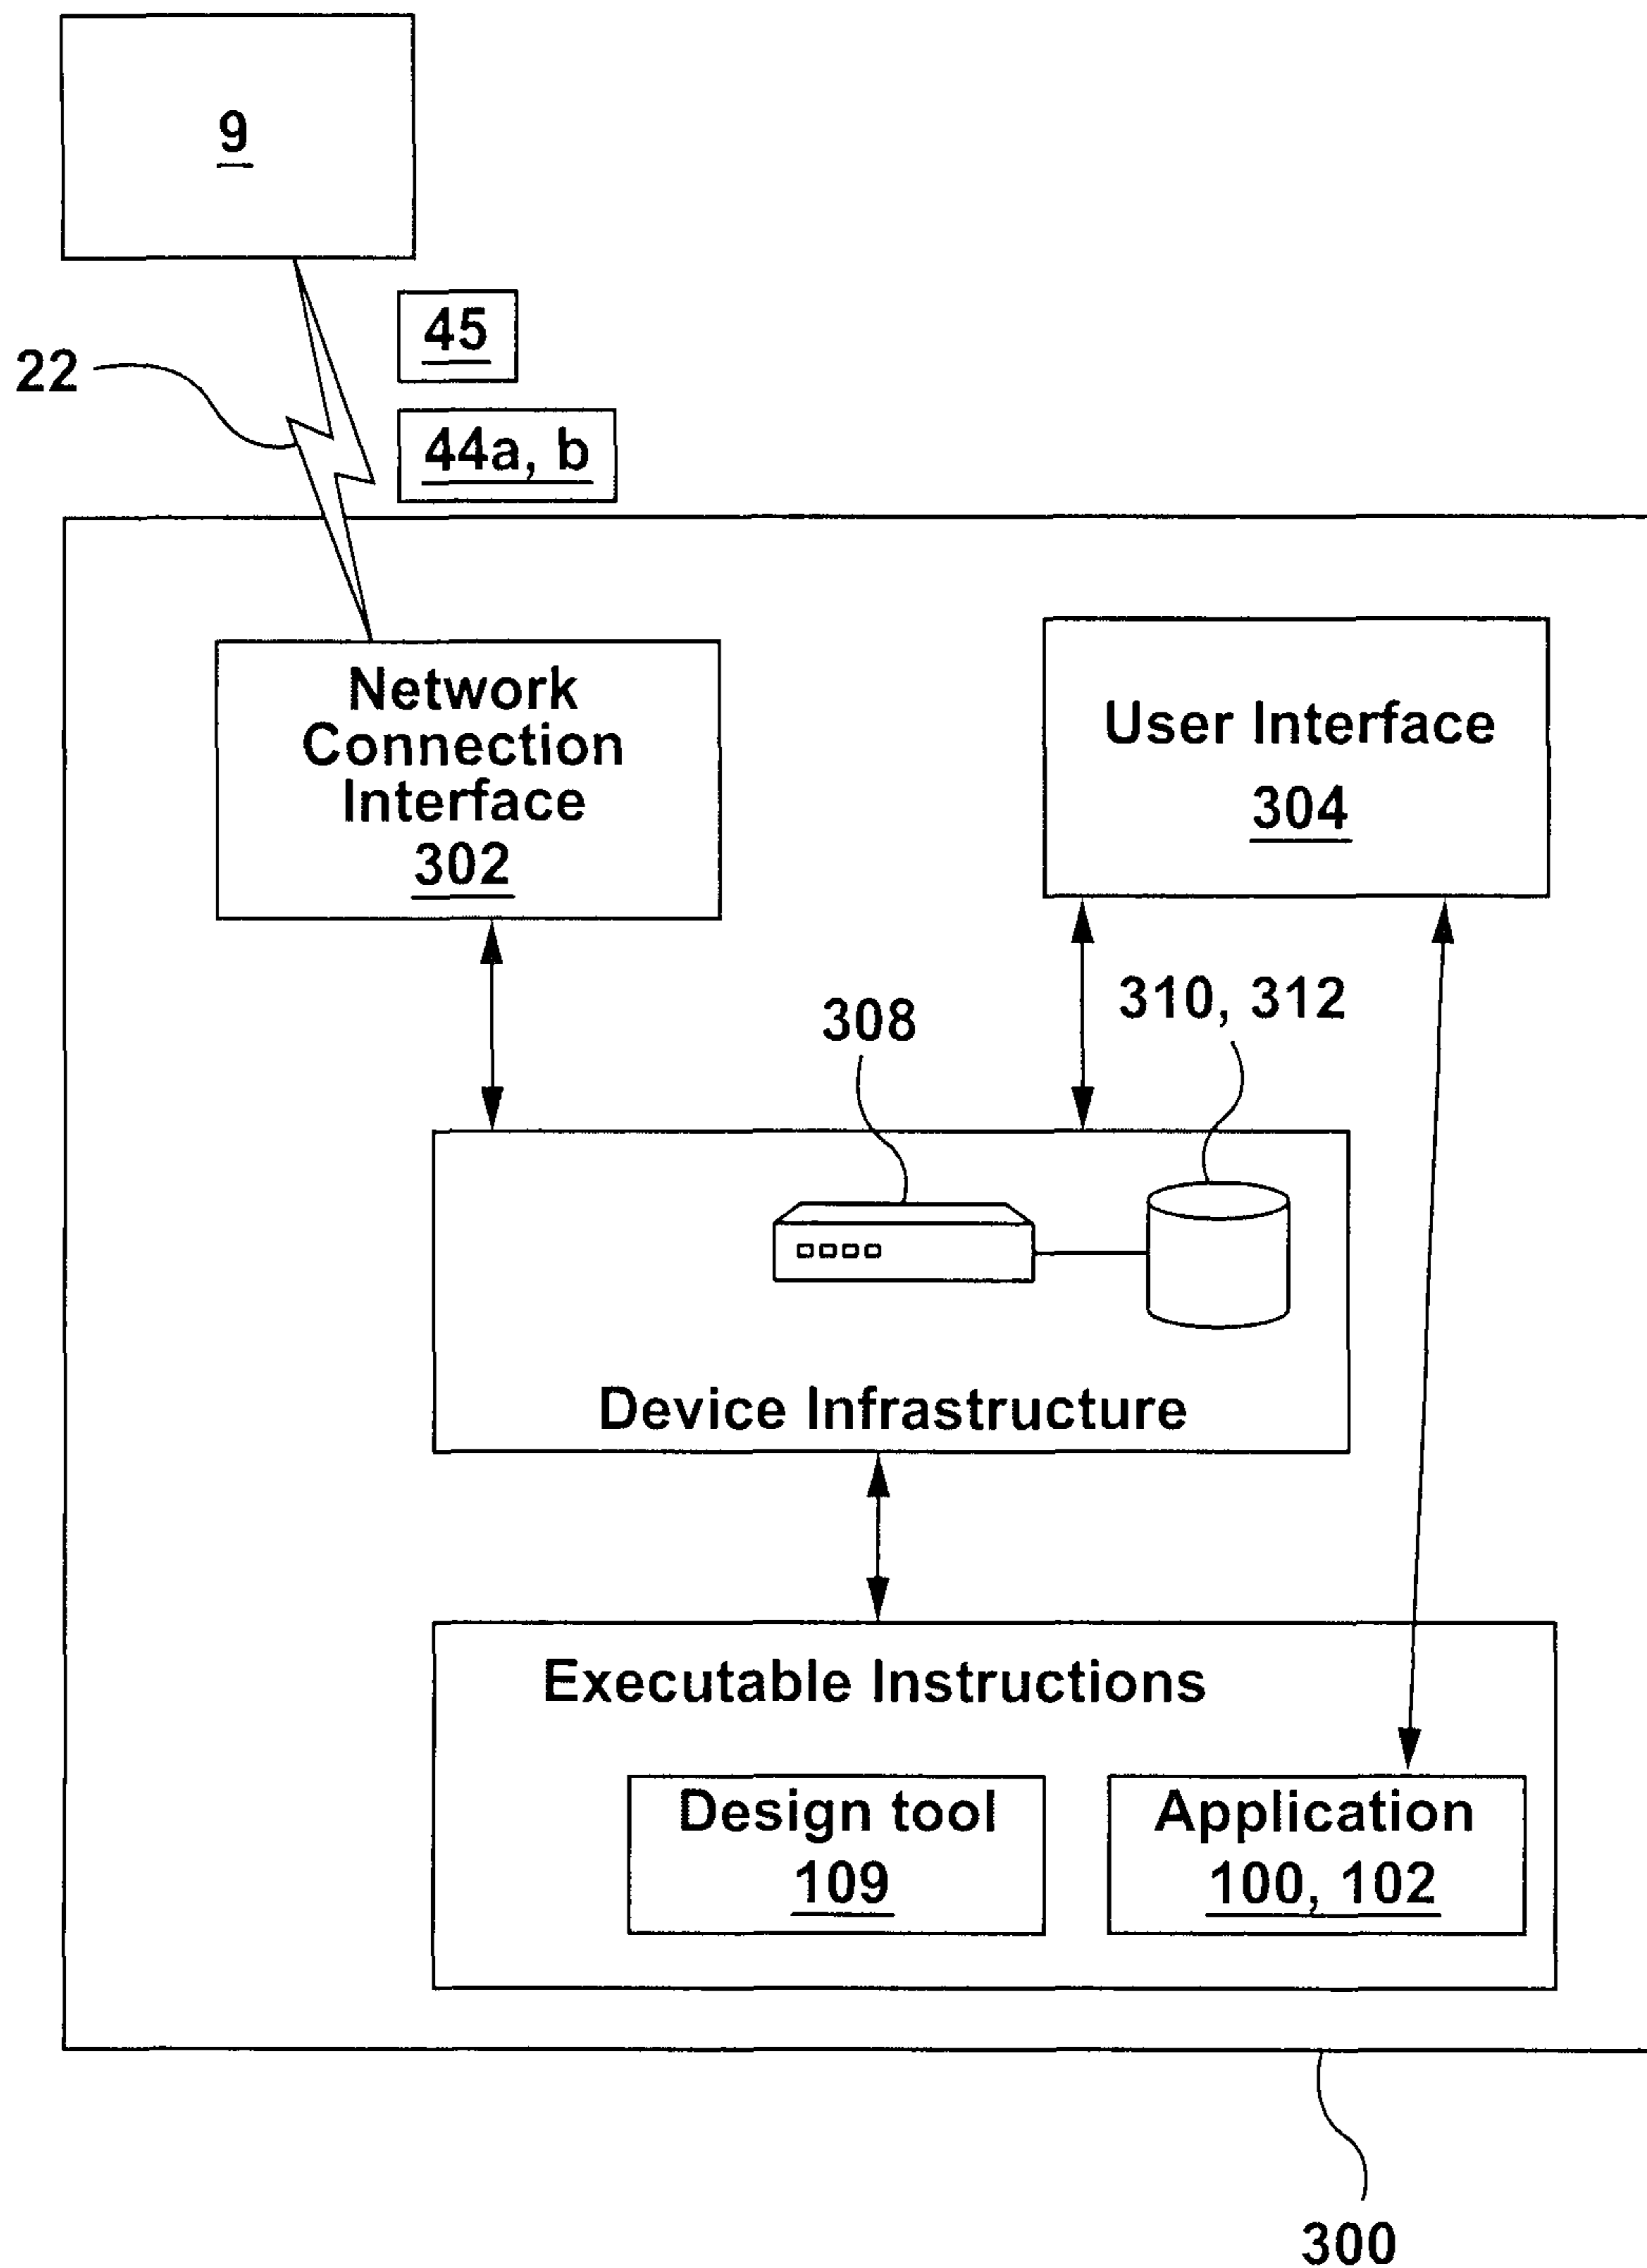 9
45
22
44a, b
Network
Connection
Interface
302
User Interface
304
308
310, 312
Device Infrastructure
Executable Instructions
Design tool
109
Application
100, 102
300